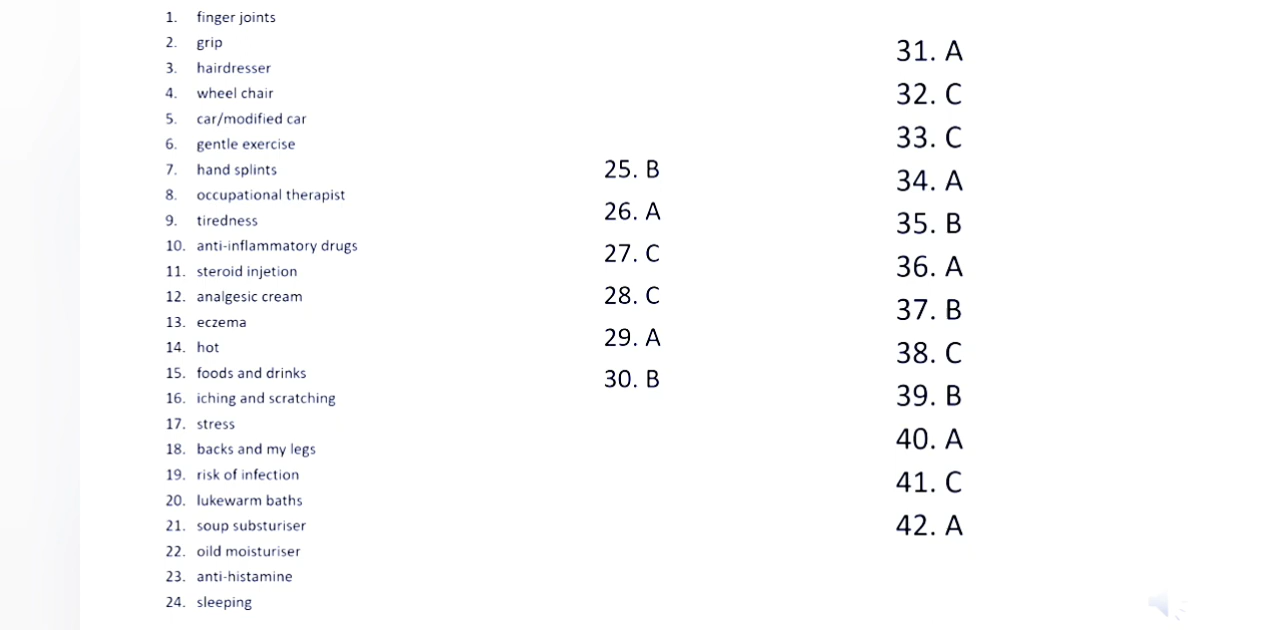 1. finger joints
2. grip
3. hairdresser
4. wheel chair
5. car/modified car
6. gentle exercise
7. hand splints
8. occupational therapist
9. tiredness
10. anti-inflammatory drugs
11. steroid injetion
12. analgesic cream
13. eczema
14. hot
15. foods and drinks
16. iching and scratching
17. stress
18. backs and my legs
19. risk of infection
20. lukewarm baths
21. soup substuriser
22. oild moisturiser
23. anti-histamine
24. sleeping
25. B
26. A
27. C
28. C
29. A
30. B
31. A
32. C
33. C
34. A
35. B
36. A
37. B
38. C
39. B
40. A
41. C
42. A